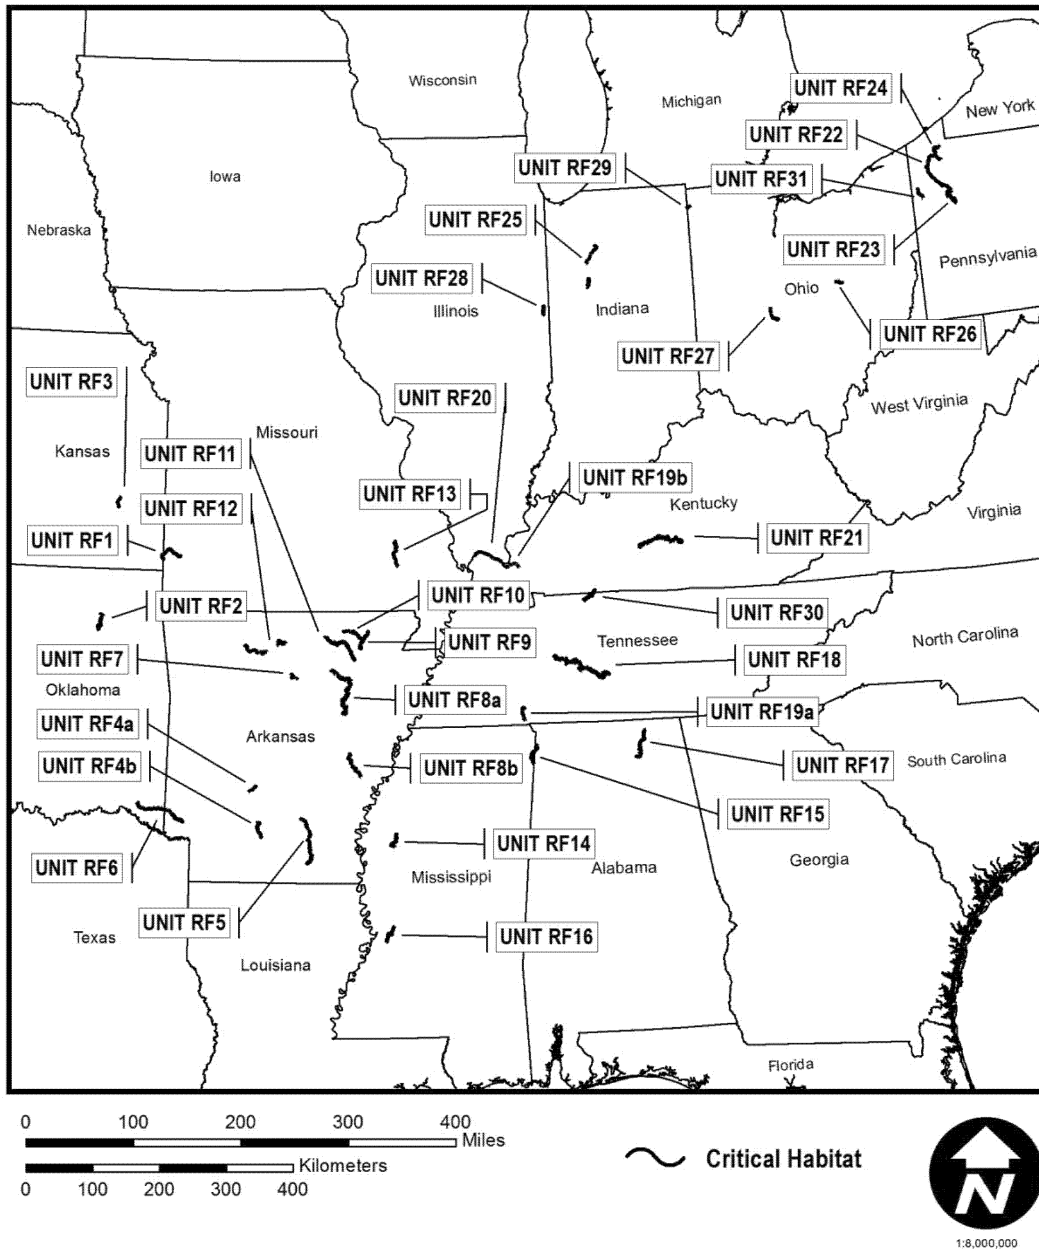 UNIT RF24
Wisconsin
Michigan
New York
UNIT RF22
UNIT RF29
UNIT RF31
Iowa
UNIT RF25
Nebraska
UNIT RF23
Pennsylvania
UNIT RF28
Ohio
Illinois
Indiana
UNIT RF26
UNIT RF27
UNIT RF3
UNIT RF20
West Virginia
Missouri
Kansas
UNIT RF11
UNIT RF19b
UNIT RF13
Kentucky
UNIT RF12
Virginia
UNIT RF1
UNIT RF21
UNIT RF10
UNIT RF2
UNIT RF30
UNIT RF9
Tennessee
North Carolina
UNIT RF7
UNIT RF18
Oklahoma
UNIT RF8a
UNIT RF19a
UNIT RF4a
Arkansas
South Carolina
UNIT RF4b
UNIT RF8b
UNIT RF17
UNIT RF15
UNIT RF14
Georgia
UNIT RF6
Mississippi
Alabama
UNIT RF5
Texas
UNIT RF16
Louisiana
Florida
0 100 200 300 400
Miles
Kilometers
0 100 200 300 400
Critical Habitat
N
1:8,000,000